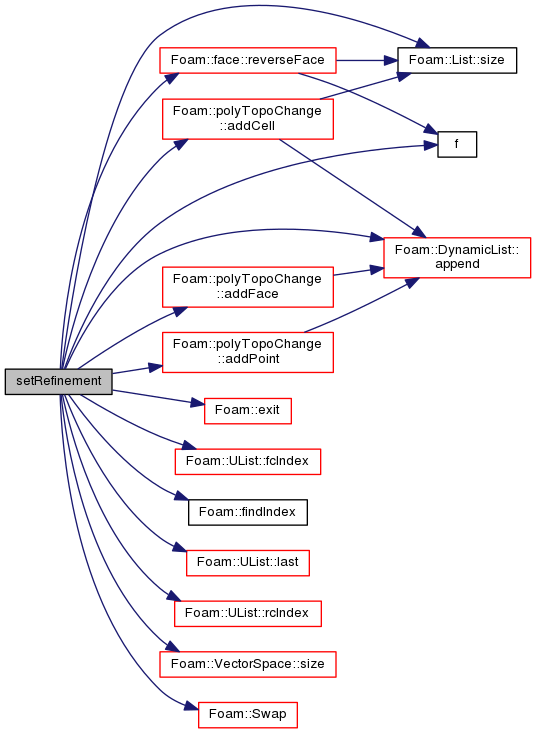 Foam::face::reverseFace
Foam::List::size
Foam::polyTopoChange
::addCell
f
Foam::DynamicList::
append
Foam::polyTopoChange
::addFace
Foam::polyTopoChange
::addPoint
setRefinement
Foam::exit
Foam::UList::fcIndex
Foam::findIndex
Foam::UList::last
Foam::UList::rcIndex
Foam::VectorSpace::size
Foam::Swap